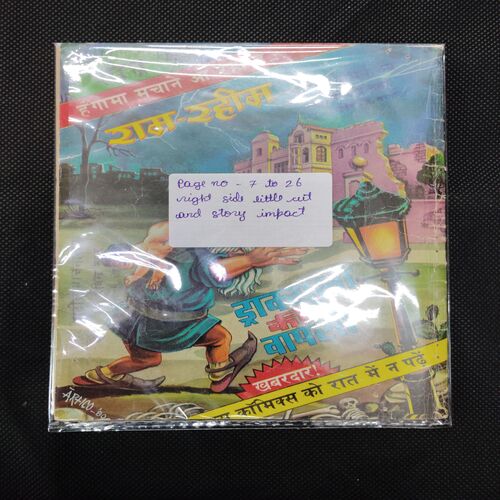 हंगामा मचाने
राम-रहीम
Page no - 7 to 26
right side little cut
and story impact
खबरदार!
कॉमिक्स को रात में न पढ़ें